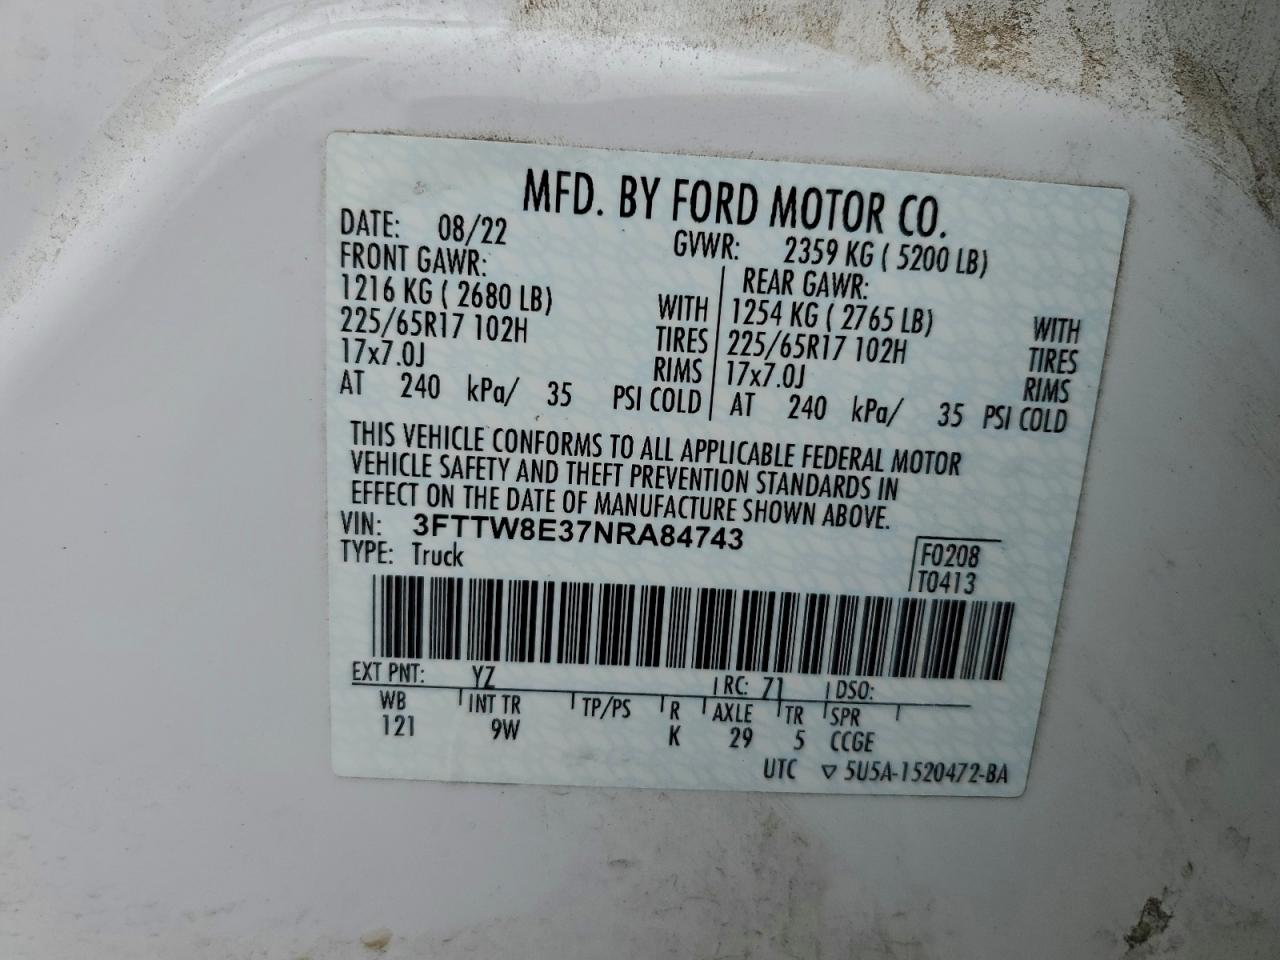 MFD. BY FORD MOTOR CO.
DATE: 08/22 GVWR: 2359 KG ( 5200 LB)
FRONT GAWR: REAR GAWR:
1216 KG ( 2680 LB) WITH 1254 KG ( 2765 LB) WITH
225/65R17 102H TIRES 225/65R17 102H TIRES
17x7.0J RIMS 17x7.0J RIMS
AT 240 kPa/ 35 PSI COLD AT 240 kPa/ 35 PSI COLD
THIS VEHICLE CONFORMS TO ALL APPLICABLE FEDERAL MOTOR
VEHICLE SAFETY AND THEFT PREVENTION STANDARDS IN
EFFECT ON THE DATE OF MANUFACTURE SHOWN ABOVE.
VIN: 3FTTW8E37NRA84743
TYPE: Truck F0208
T0413
EXT PNT: YZ RC: 71 DSO:
WB INT TR TP/PS R AXLE TR SPR
121 9W K 29 5 CCGE
UTC ▽ 5U5A-1520472-BA